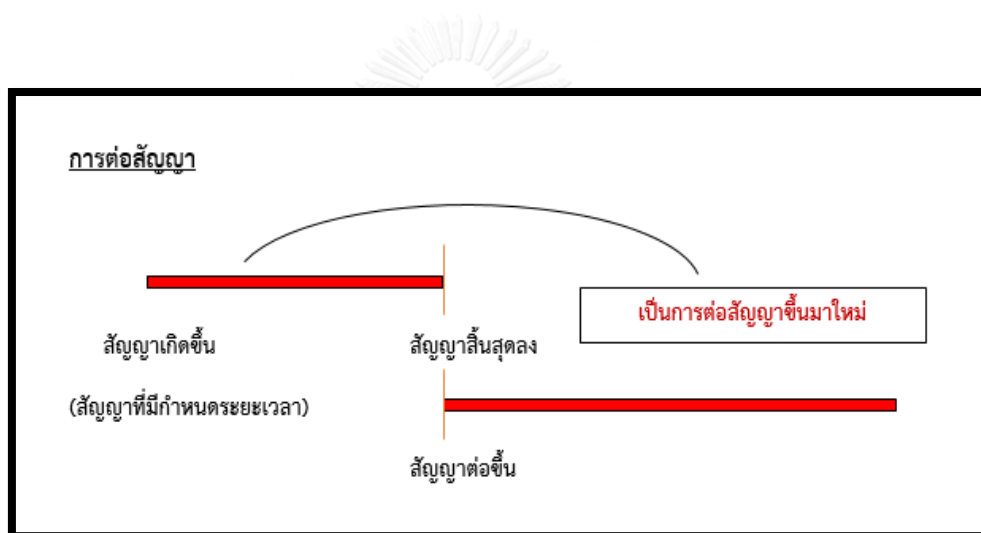 การต่อสัญญา
เป็นการต่อสัญญาขึ้นมาใหม่
สัญญาเกิดขึ้น
สัญญาสิ้นสุดลง
(สัญญาที่มีกำหนดระยะเวลา)
สัญญาต่อขึ้น